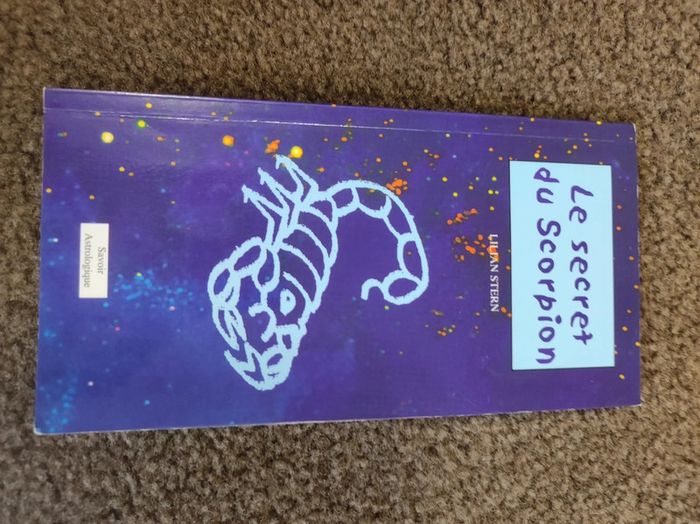 Le secret
du Scorpion
LILIAN STERN
Savoir
Astrologique